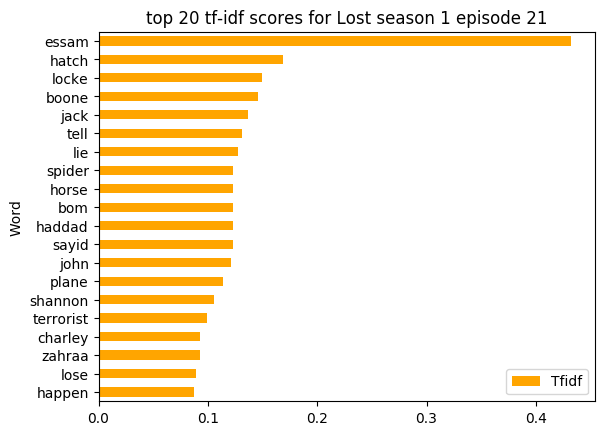 top 20 tf-idf scores for Lost season 1 episode 21
essam
hatch
locke
boone
jack
tell
lie
spider
horse
bom
haddad
sayid
john
plane
shannon
terrorist
charley
zahraa
lose
happen
Word
Tfidf
0.0 0.1 0.2 0.3 0.4